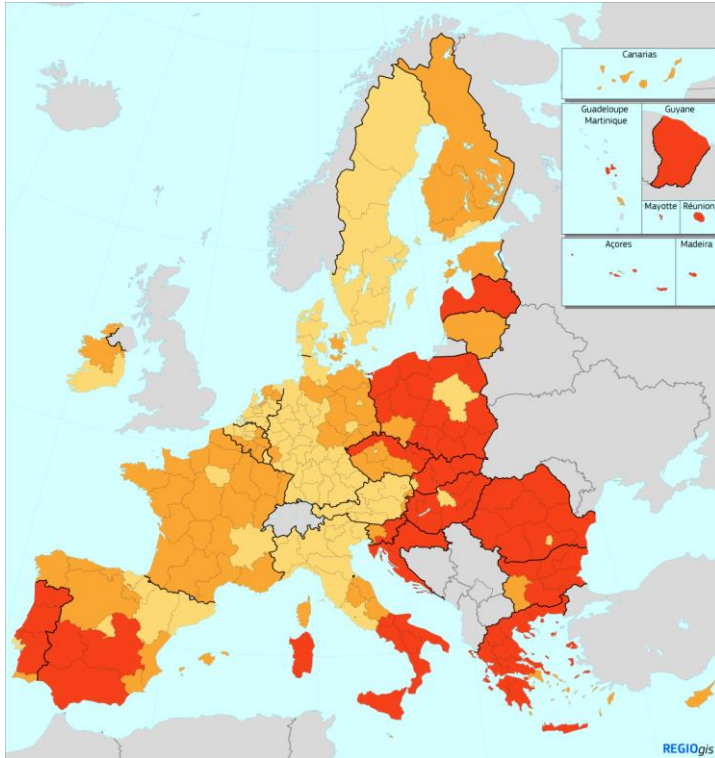 Canarias
Guadeloupe
Martinique
Guyane
Mayotte
Réunion
Açores
Madeira
REGIOgis